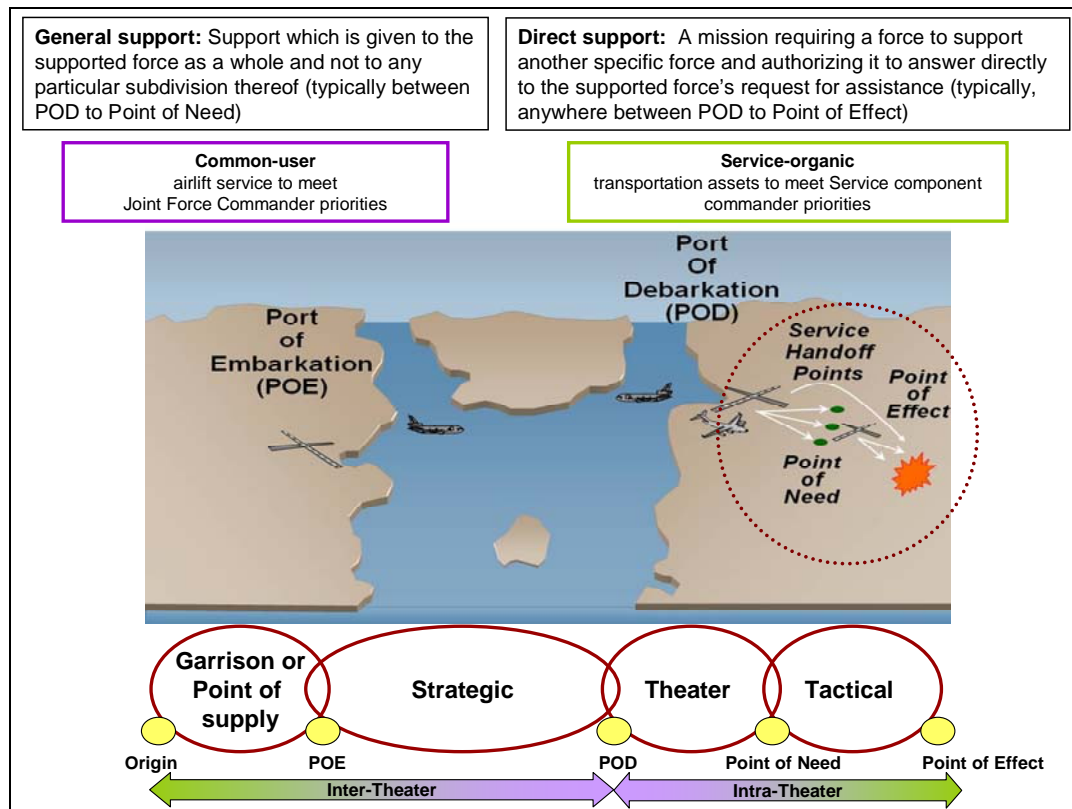 General support: Support which is given to the
supported force as a whole and not to any
particular subdivision thereof (typically between
POD to Point of Need)
Direct support: A mission requiring a force to support
another specific force and authorizing it to answer directly
to the supported force's request for assistance (typically,
anywhere between POD to Point of Effect)
Common-user
airlift service to meet
Joint Force Commander priorities
Service-organic
transportation assets to meet Service component
commander priorities
Port
of
Embarkation
(POE)
Port
Of
Debarkation
(POD)
Service
Handoff
Points
Point
of
Effect
Point
of
Need
Garrison or
Point of
supply
Strategic
Theater
Tactical
Origin
POE
POD
Point of Need
Point of Effect
Inter-Theater
Intra-Theater